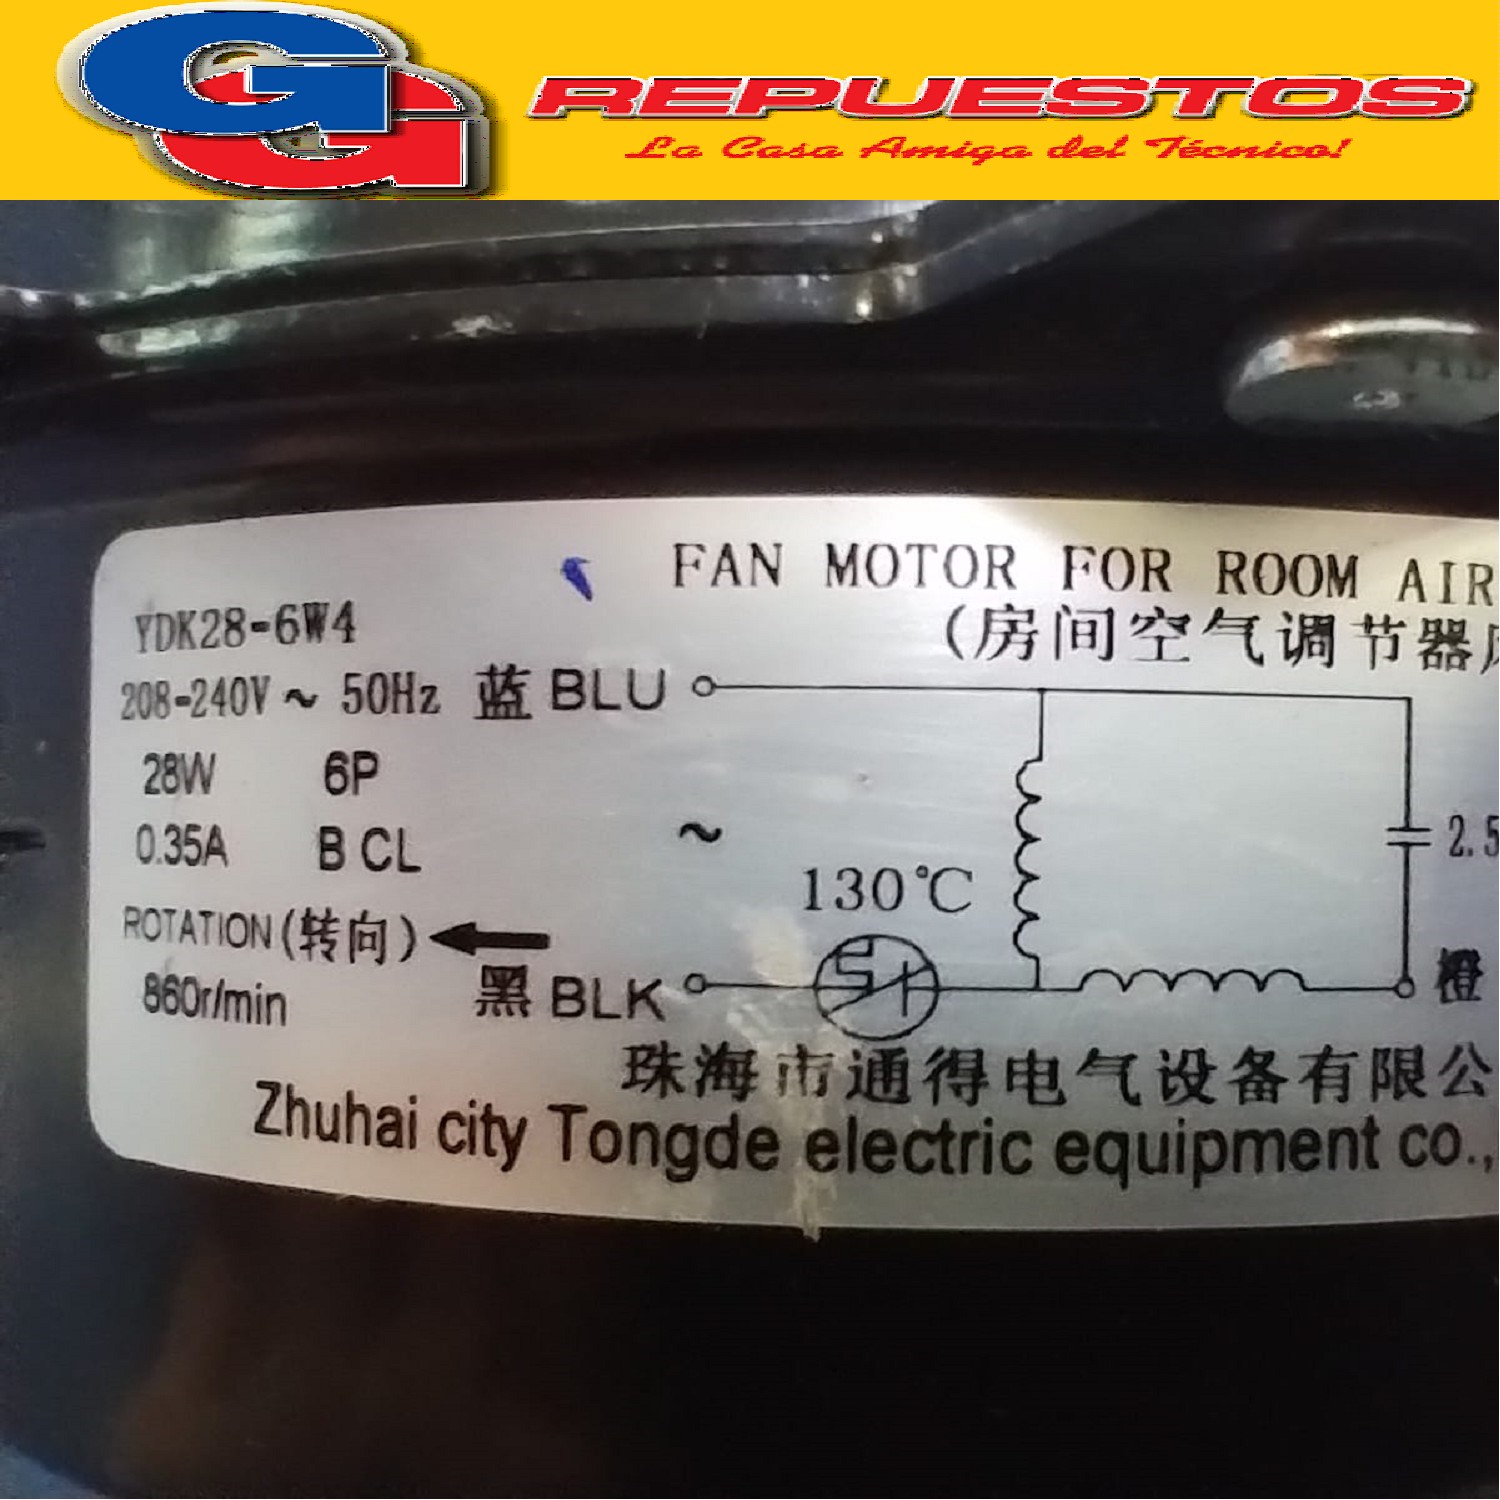 GG REPUESTOS
La Casa Amiga del Técnico!
FAN MOTOR FOR ROOM AIR
(房间空气调节器
YDK28-6W4
208-240V ~ 50Hz 蓝 BLU
28W 6P
0.35A B CL
~
2.5
130℃
ROTATION(转向)
橙
860r/min
黑 BLK
珠海市通得电气设备有限公
Zhuhai city Tongde electric equipment co.,